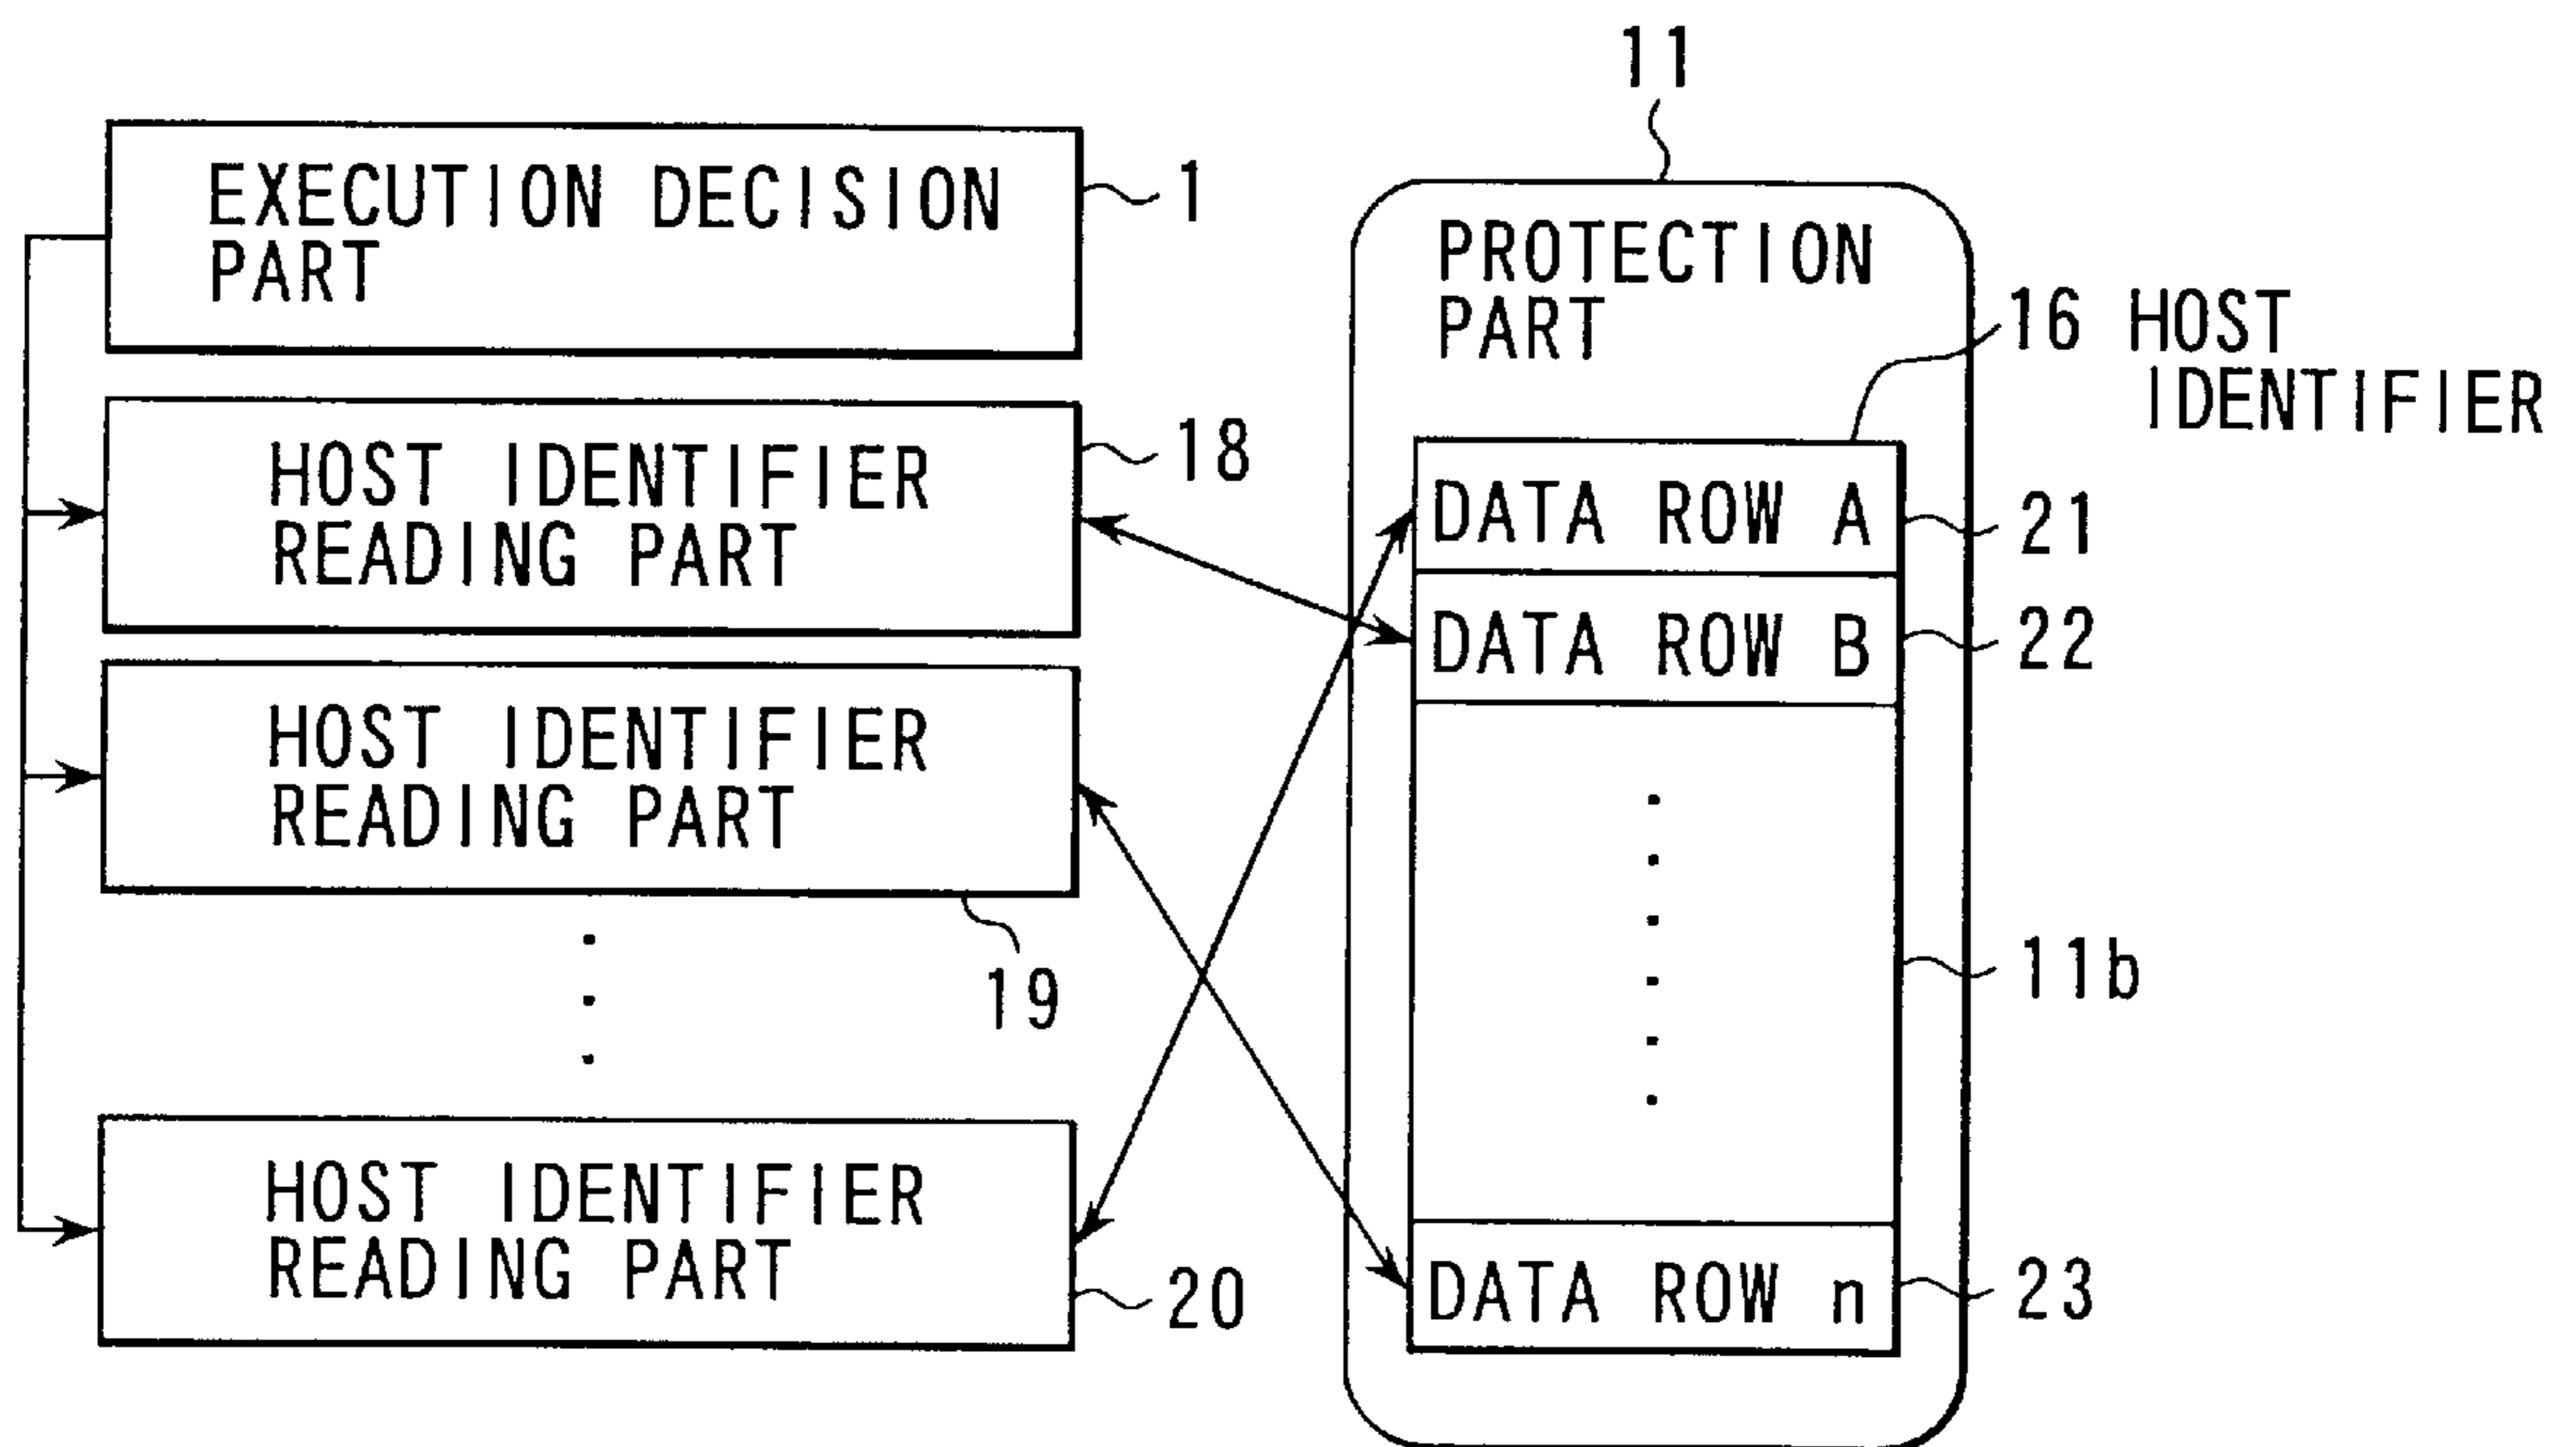 EXECUTION DECISION
PART
1
HOST IDENTIFIER
READING PART
18
HOST IDENTIFIER
READING PART
19
HOST IDENTIFIER
READING PART
20
11
PROTECTION
PART
16 HOST
IDENTIFIER
DATA ROW A
21
DATA ROW B
22
11b
DATA ROW n
23